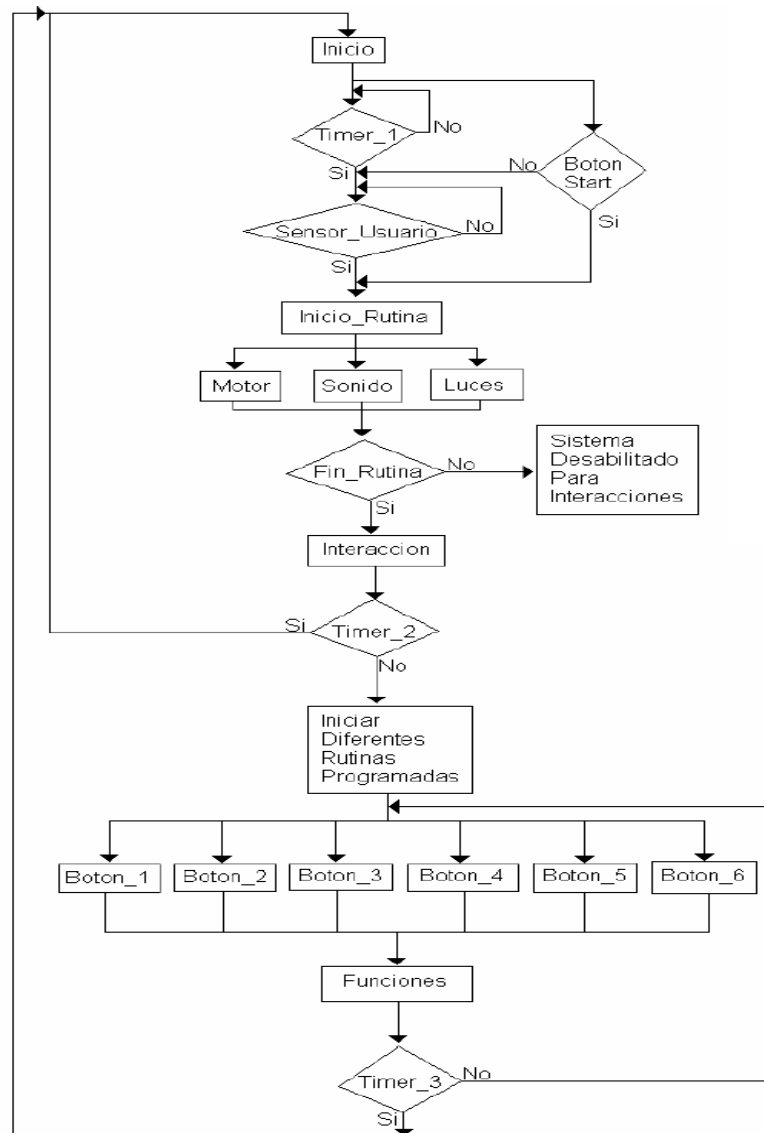 Inicio
Timer_1
No
Si
No
Boton
Start
Si
Sensor_Usuario
No
Si
Inicio_Rutina
Motor
Sonido
Luces
Fin_Rutina
No
Si
Sistema
Desabilitado
Para
Interacciones
Interaccion
Si
Timer_2
No
Iniciar
Diferentes
Rutinas
Programadas
Boton_1
Boton_2
Boton_3
Boton_4
Boton_5
Boton_6
Funciones
Timer_3
No
Si